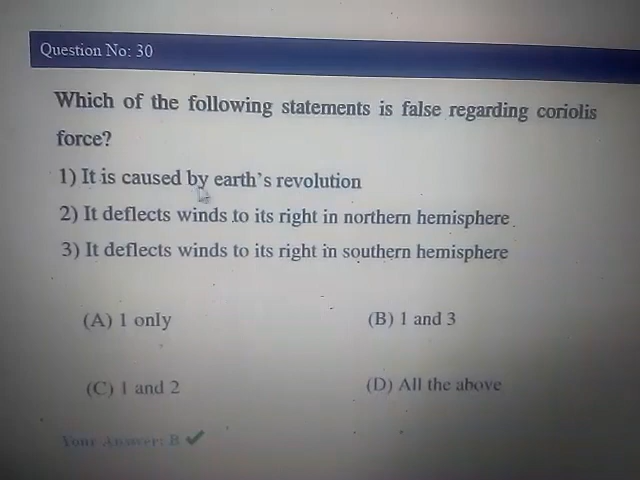 Question No: 30
Which of the following statements is false regarding coriolis
force?
1) It is caused by earth's revolution
2) It deflects winds to its right in northern hemisphere
3) It deflects winds to its right in southern hemisphere
(A) 1 only
(B) 1 and 3
(C) 1 and 2
(D) All the above
Your Answer: B ✔